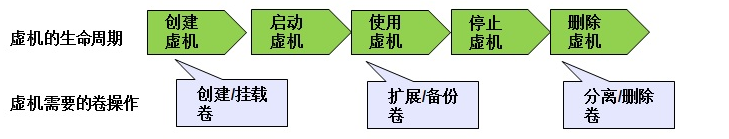 虚机的生命周期
创建
虚机
启动
虚机
使用
虚机
停止
虚机
删除
虚机
虚机需要的卷操作
创建/挂载
卷
扩展/备份
卷
分离/删除
卷